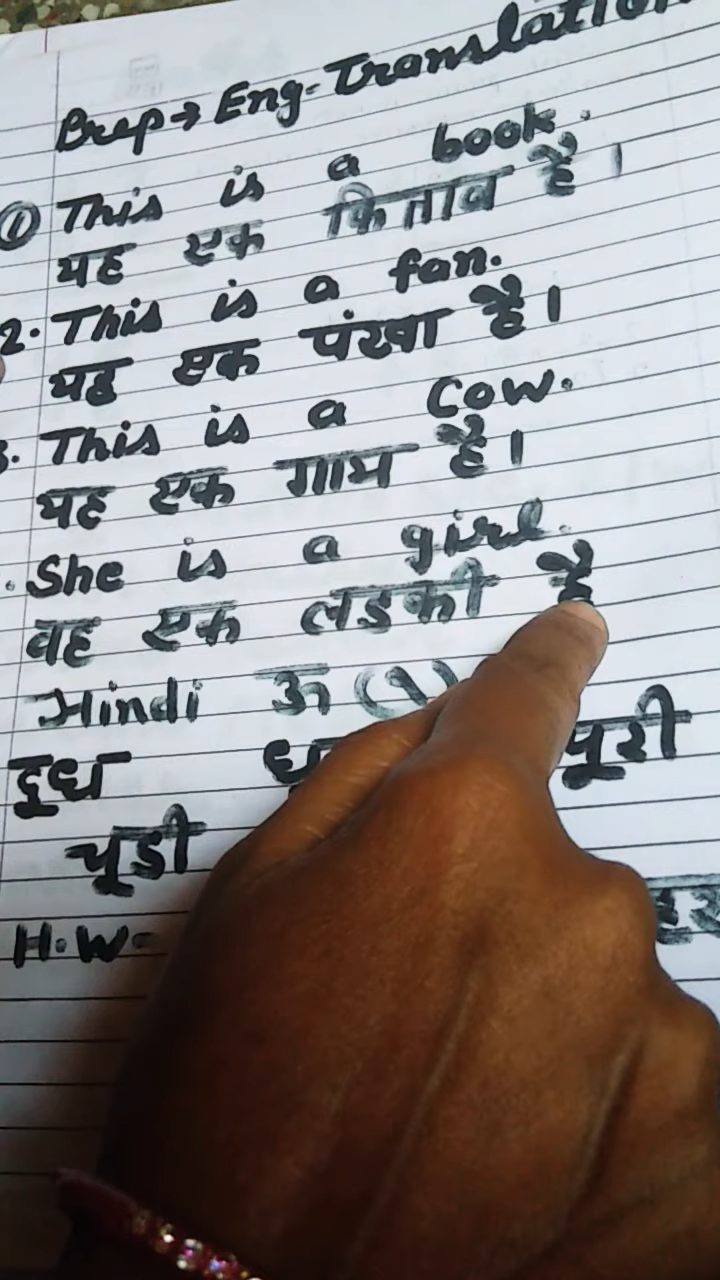 Prep→ Eng-Translation
① This is a book.
यह एक किताब है।
2. This is a fan.
यह एक पंखा है।
3. This is a cow.
यह एक गाय है।
She is a girl.
वह एक लडकी है
Hindi ऊ (ू)
दूध पूरी
चूडी
H.W-